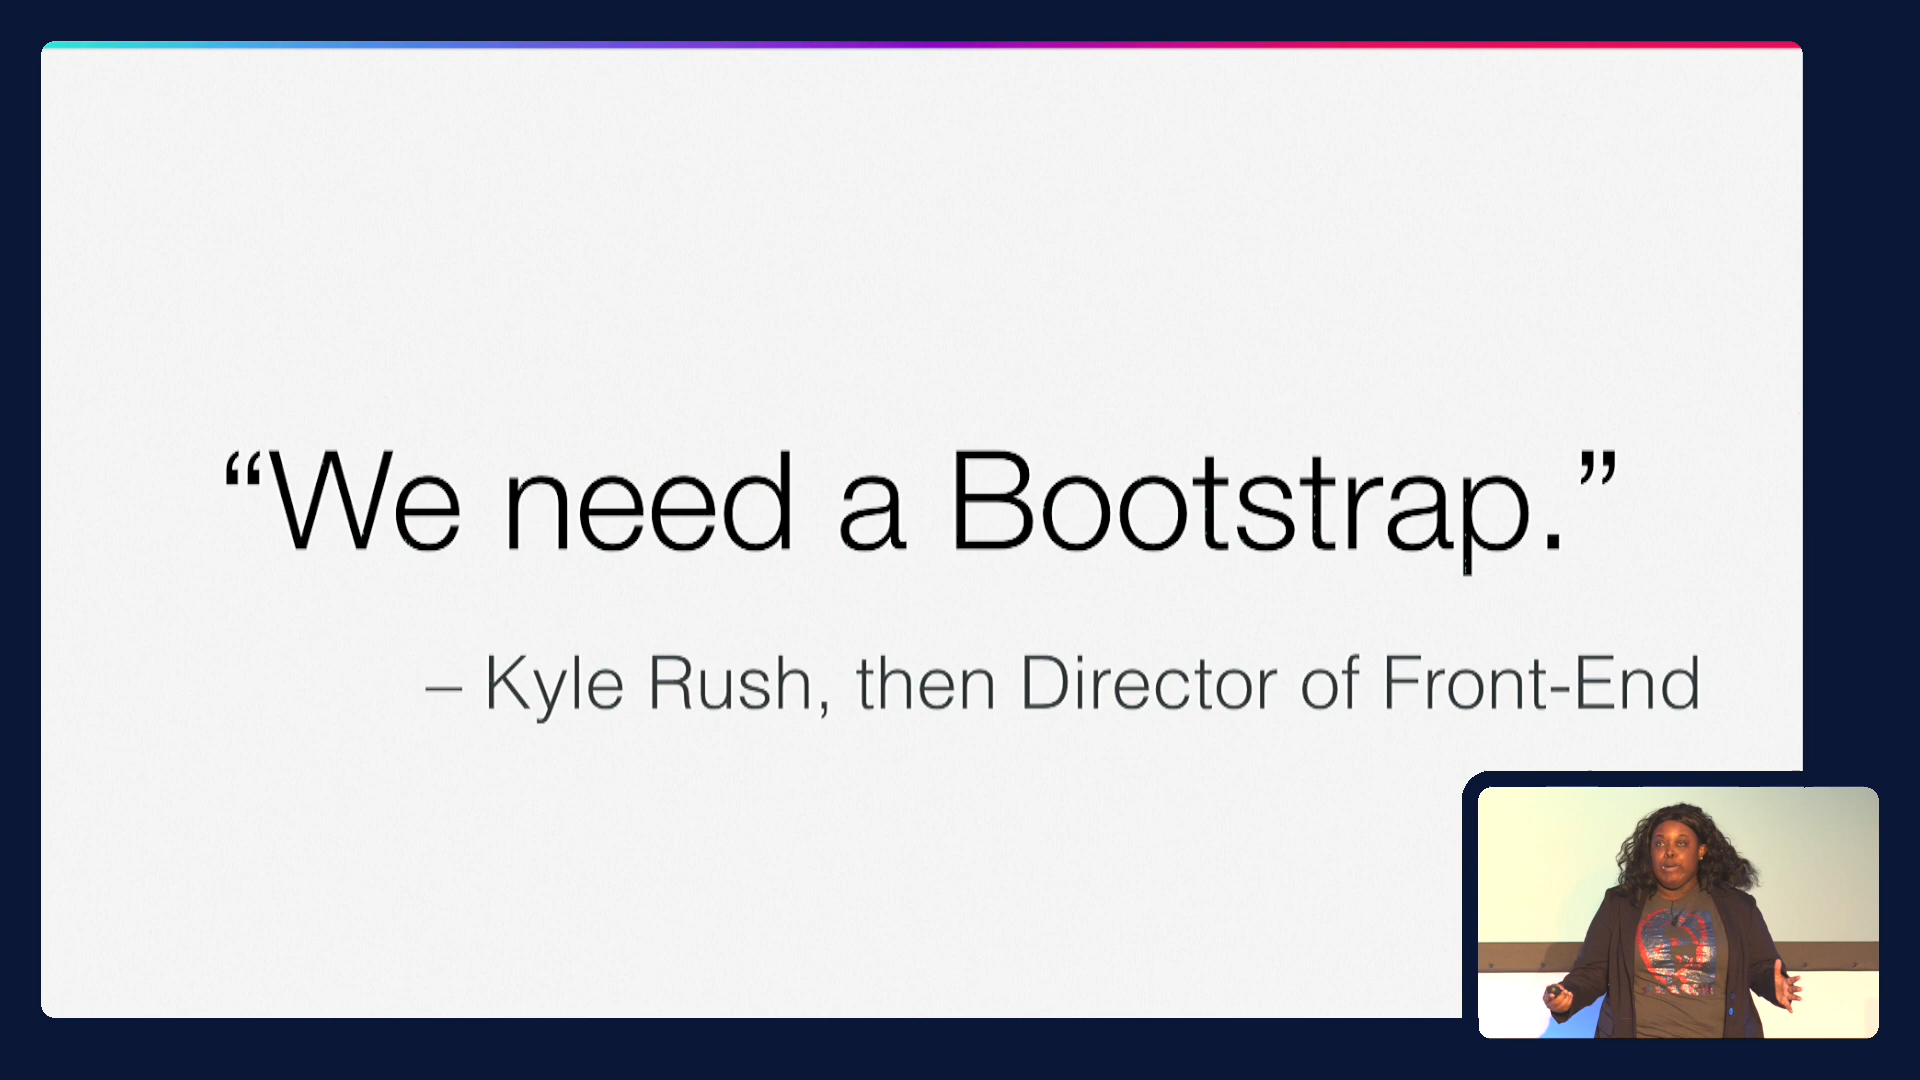 “We need a Bootstrap.”
– Kyle Rush, then Director of Front-End